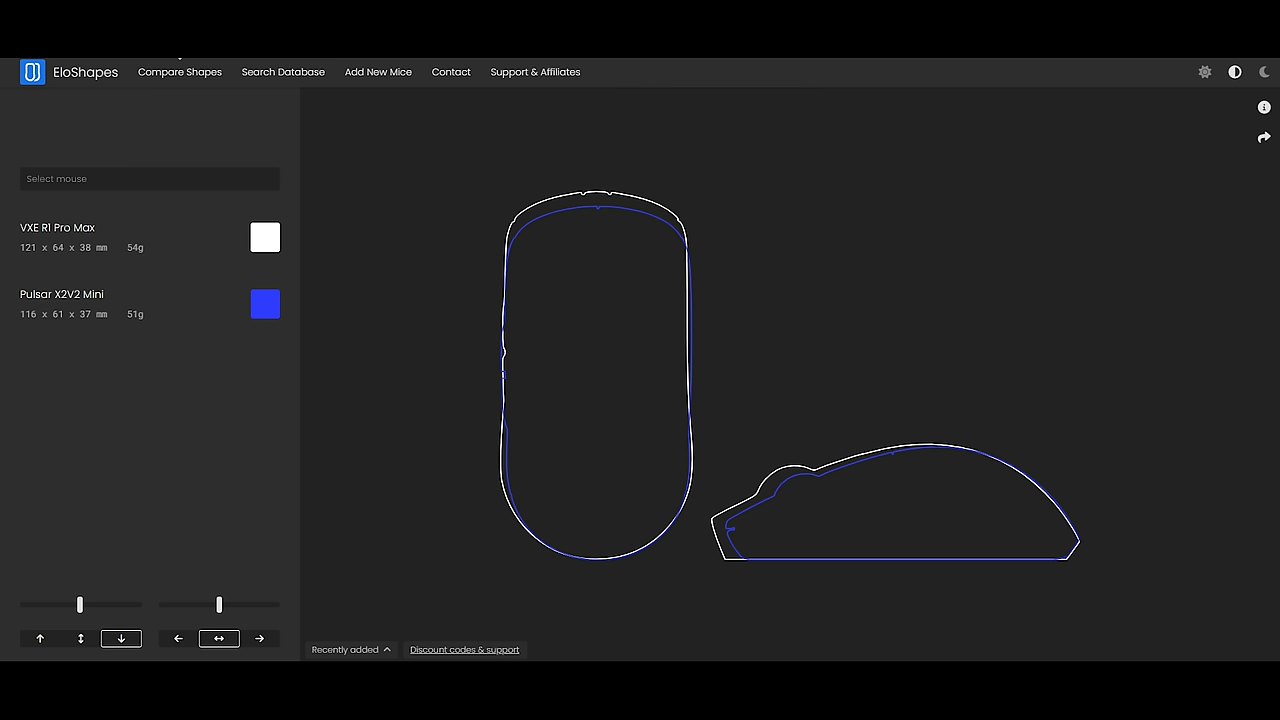 EloShapes
Compare Shapes
Search Database
Add New Mice
Contact
Support & Affiliates
Select mouse
VXE R1 Pro Max
121 x 64 x 38 mm 54g
Pulsar X2V2 Mini
116 x 61 x 37 mm 51g
Recently added
Discount codes & support